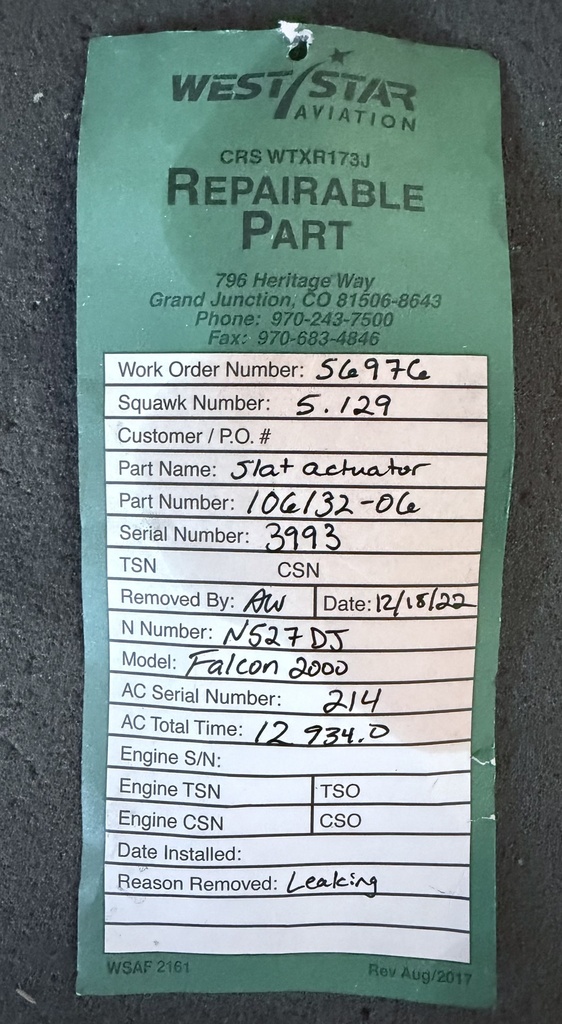 WEST STAR
AVIATION
CRS WTXR173J
REPAIRABLE
PART
796 Heritage Way
Grand Junction, CO 81506-8643
Phone: 970-243-7500
Fax: 970-683-4846
Work Order Number: 56976
Squawk Number: 5.129
Customer / P.O. #
Part Name: Slat actuator
Part Number: 106132-06
Serial Number: 3993
TSN CSN
Removed By: AW Date: 12/18/22
N Number: N527DJ
Model: Falcon 2000
AC Serial Number: 214
AC Total Time: 12 934.0
Engine S/N:
Engine TSN TSO
Engine CSN CSO
Date Installed:
Reason Removed: Leaking
WSAF 2161 Rev Aug/2017